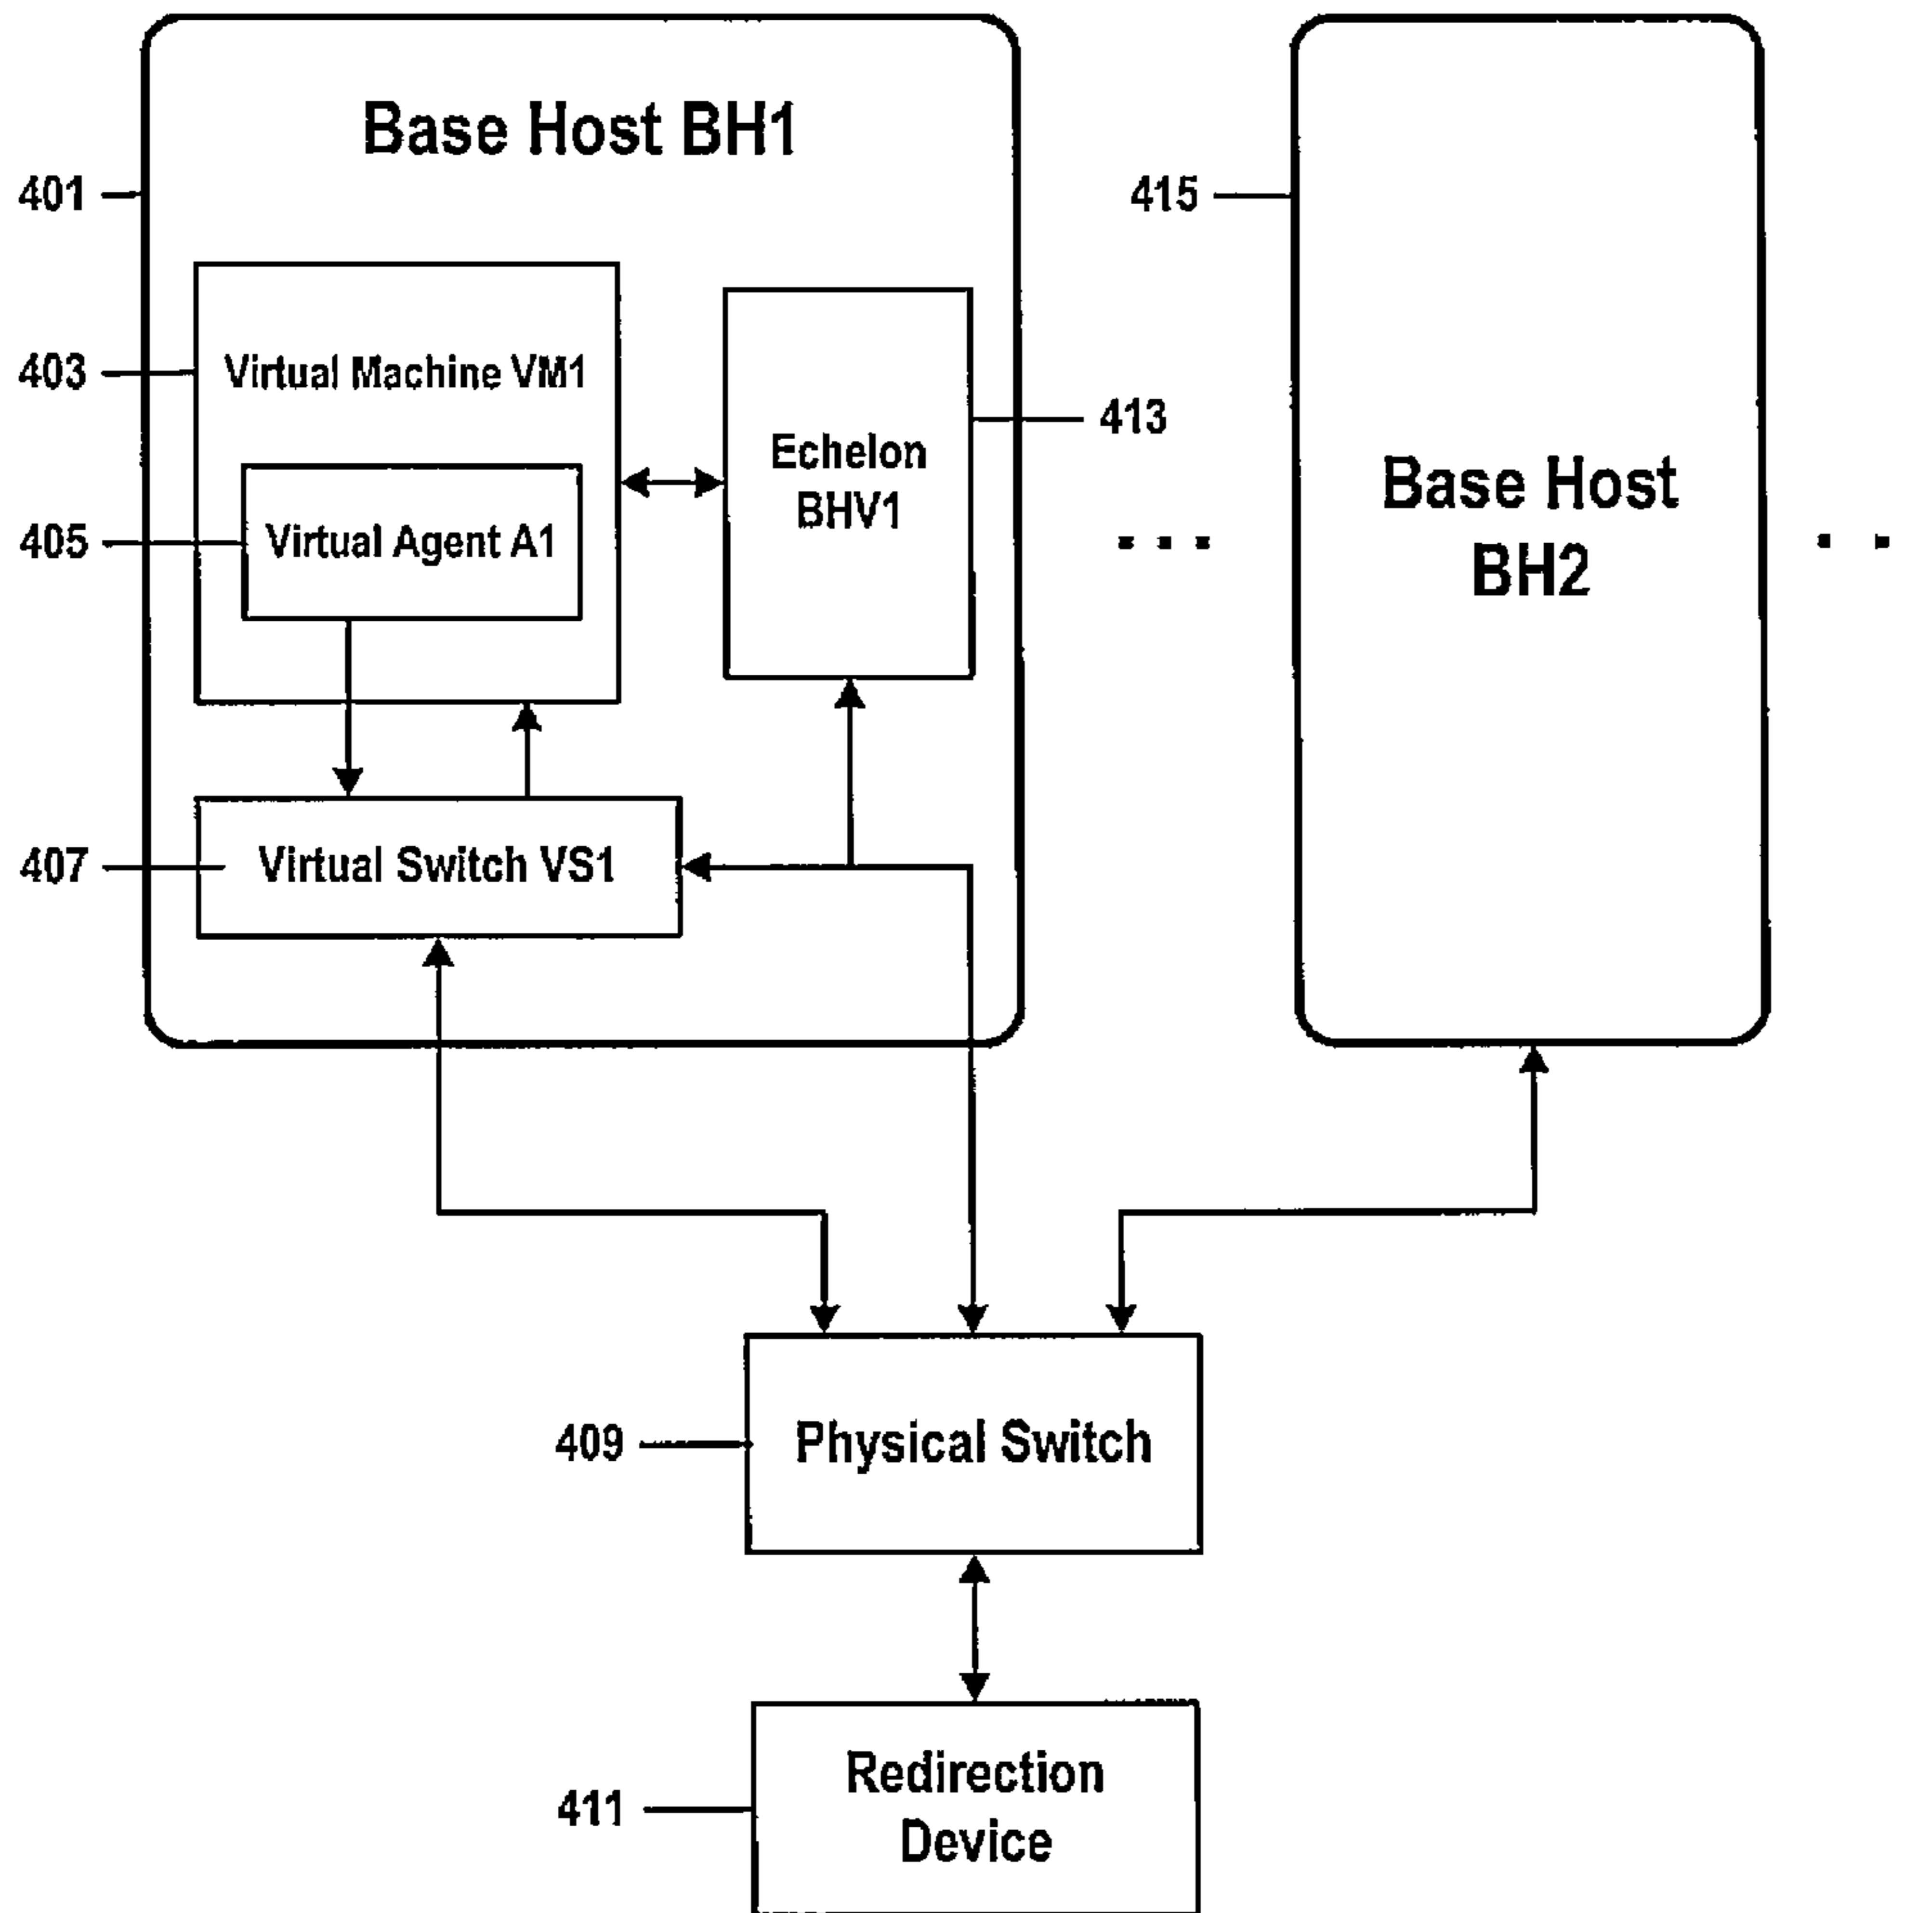 Base Host BH1
401
415
403
Virtual Machine VM1
413
Echelon
BHV1
Base Host
BH2
405
Virtual Agent A1
. . .
. .
407
Virtual Switch VS1
409
Physical Switch
411
Redirection
Device